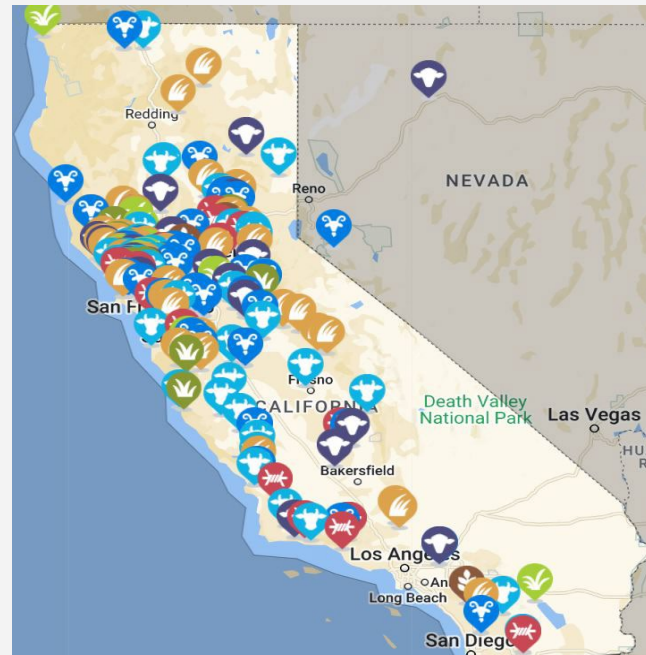 Redding
Reno
NEVADA
San F
Fresno
CALIFORNIA
Death Valley
National Park
Las Vegas
Bakersfield
Los Angeles
An
Long Beach
San Diego